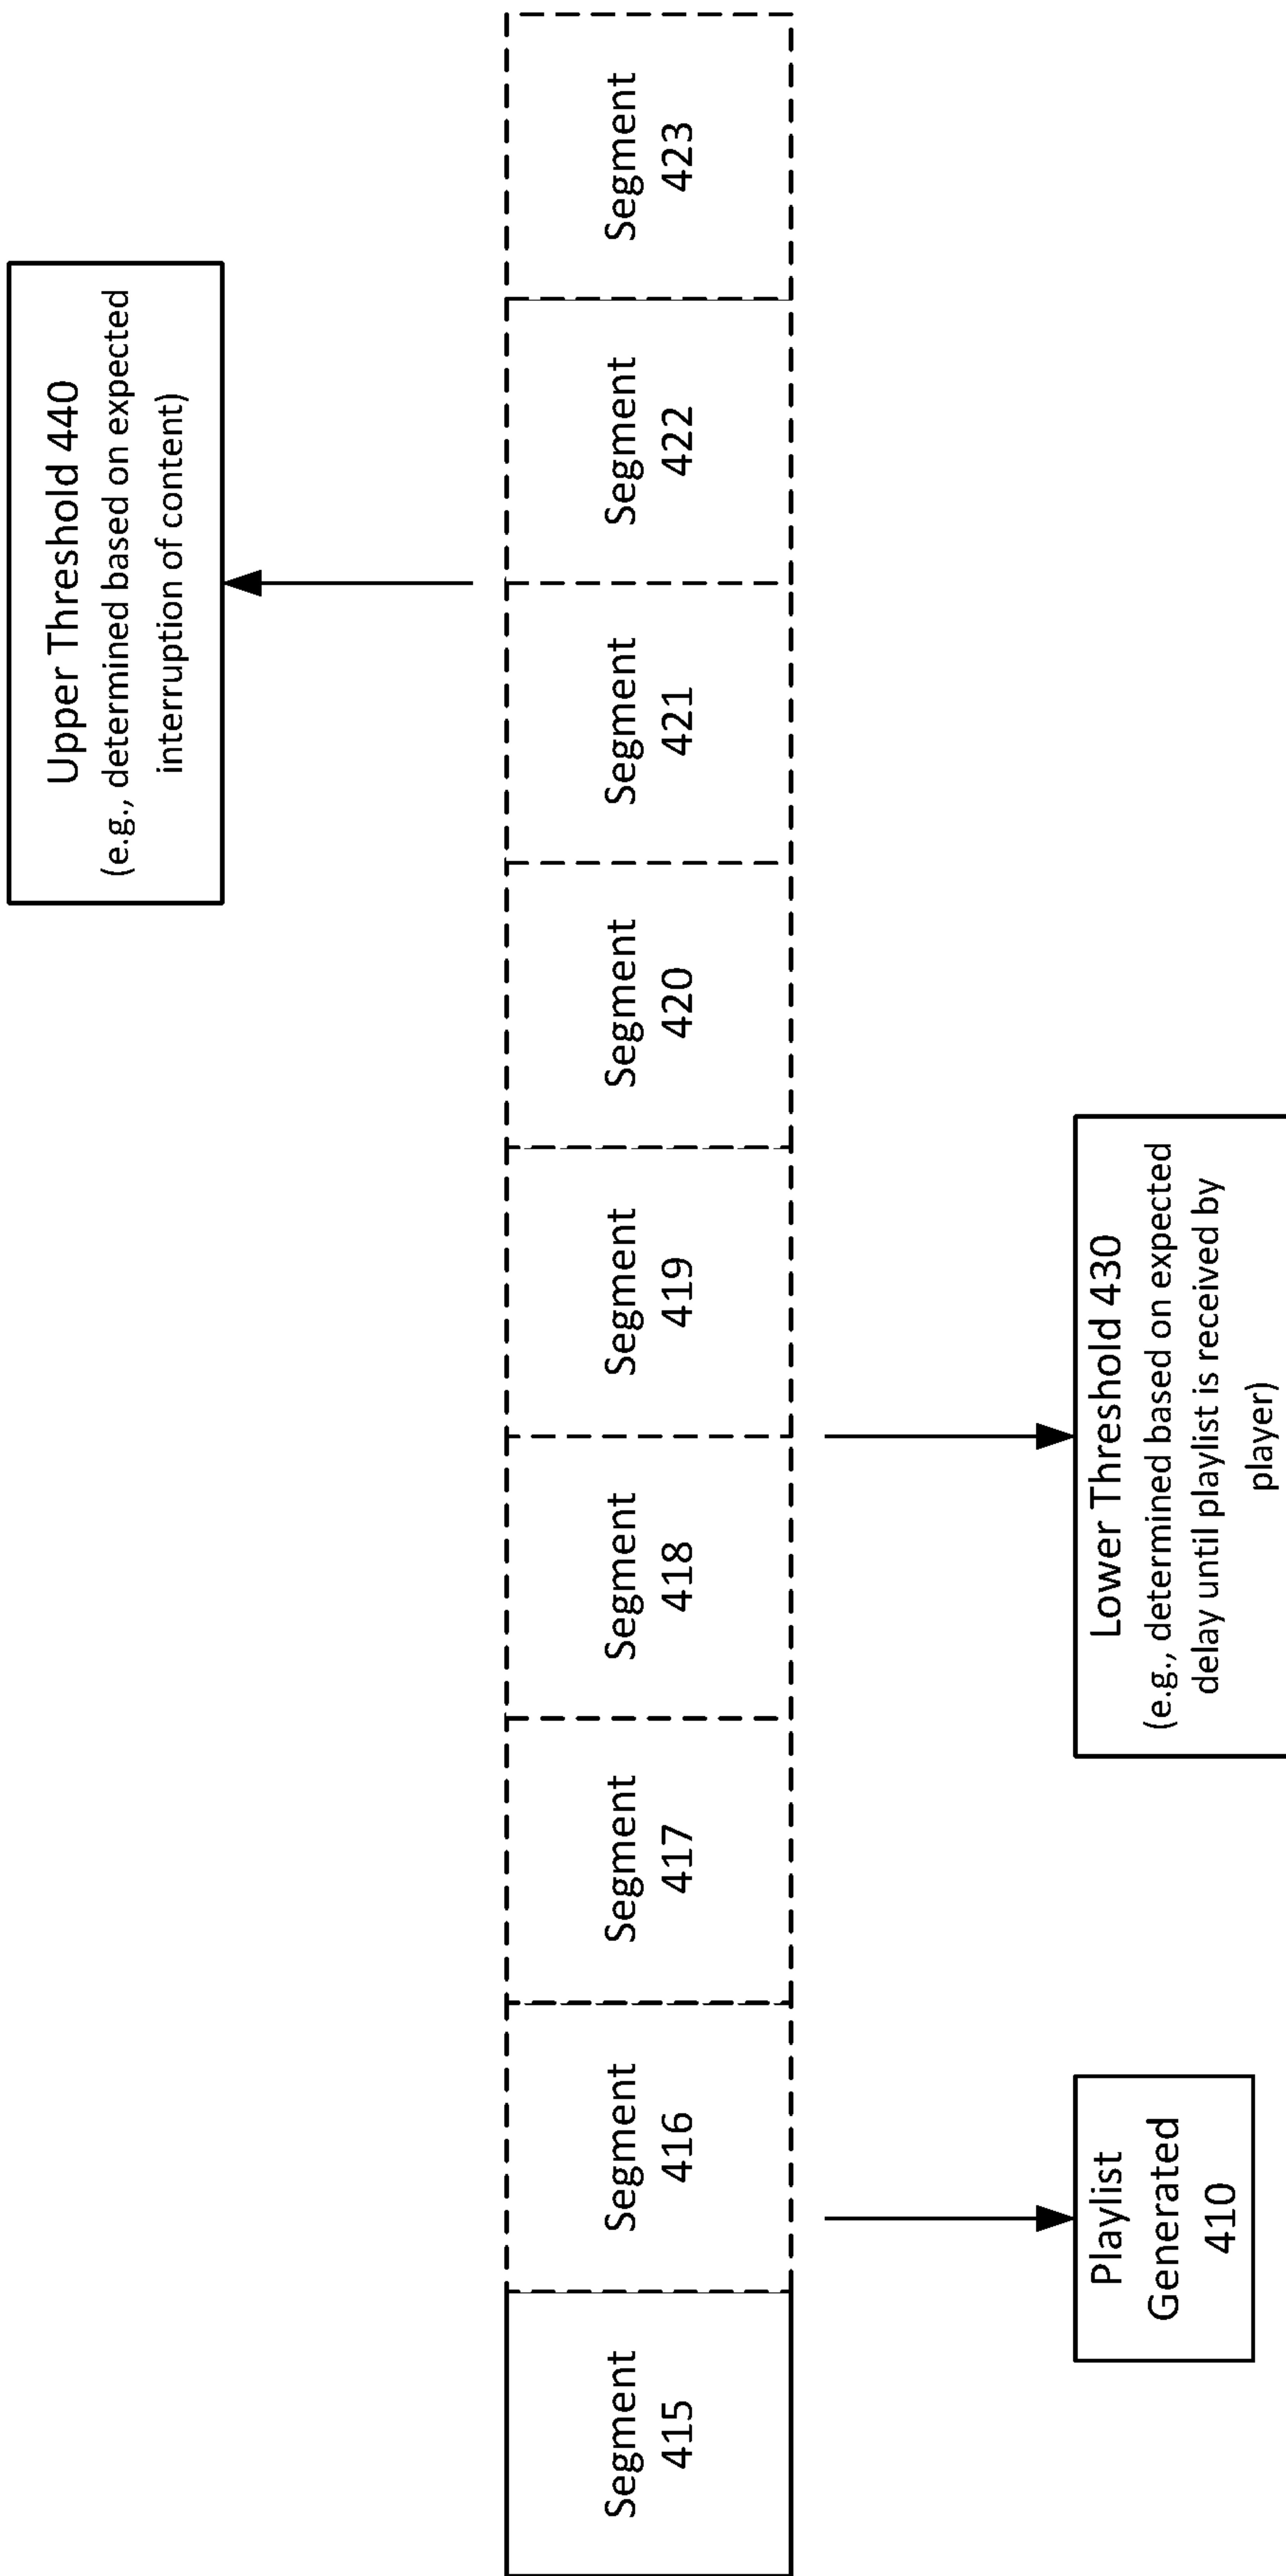 Upper Threshold 440
(e.g., determined based on expected
interruption of content)
Segment
415
Segment
416
Segment
417
Segment
418
Segment
419
Segment
420
Segment
421
Segment
422
Segment
423
Playlist
Generated
410
Lower Threshold 430
(e.g., determined based on expected
delay until playlist is received by
player)